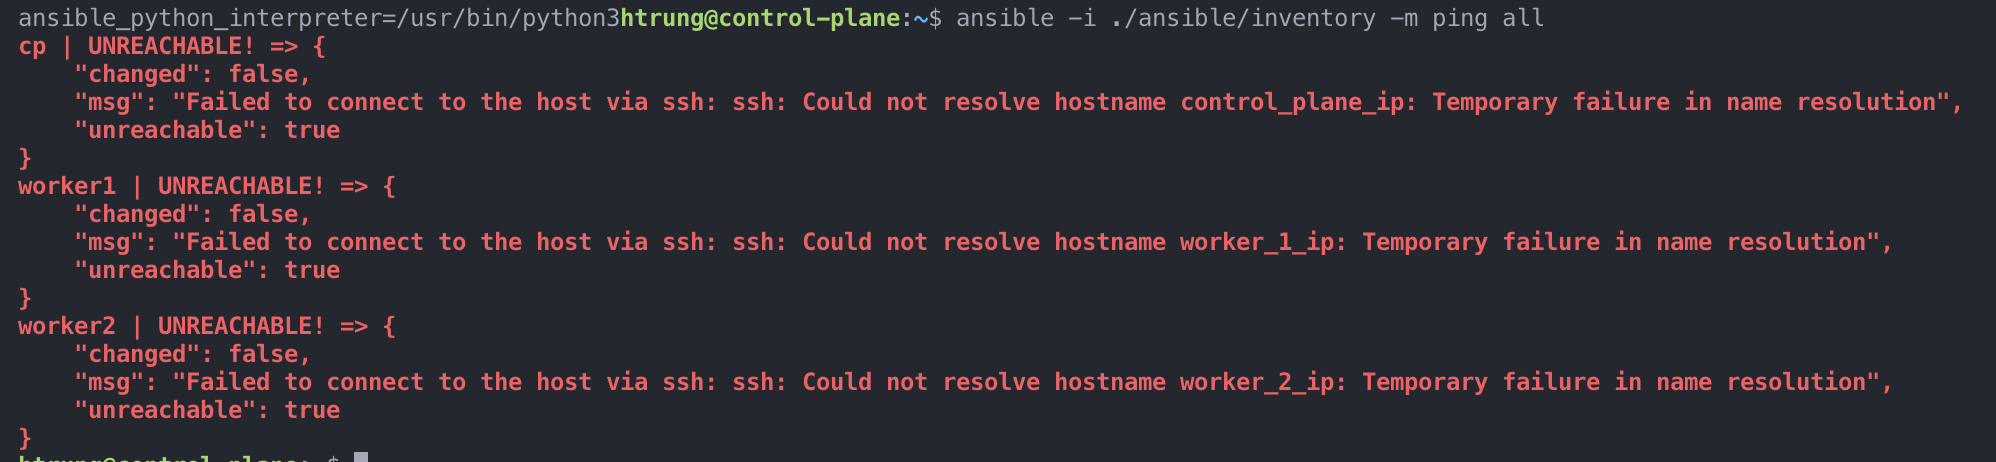 ansible_python_interpreter=/usr/bin/python3htrung@control-plane:~$ ansible -i ./ansible/inventory -m ping all
cp | UNREACHABLE! => {
    "changed": false,
    "msg": "Failed to connect to the host via ssh: ssh: Could not resolve hostname control_plane_ip: Temporary failure in name resolution",
    "unreachable": true
}
worker1 | UNREACHABLE! => {
    "changed": false,
    "msg": "Failed to connect to the host via ssh: ssh: Could not resolve hostname worker_1_ip: Temporary failure in name resolution",
    "unreachable": true
}
worker2 | UNREACHABLE! => {
    "changed": false,
    "msg": "Failed to connect to the host via ssh: ssh: Could not resolve hostname worker_2_ip: Temporary failure in name resolution",
    "unreachable": true
}
htrung@control-plane:~$